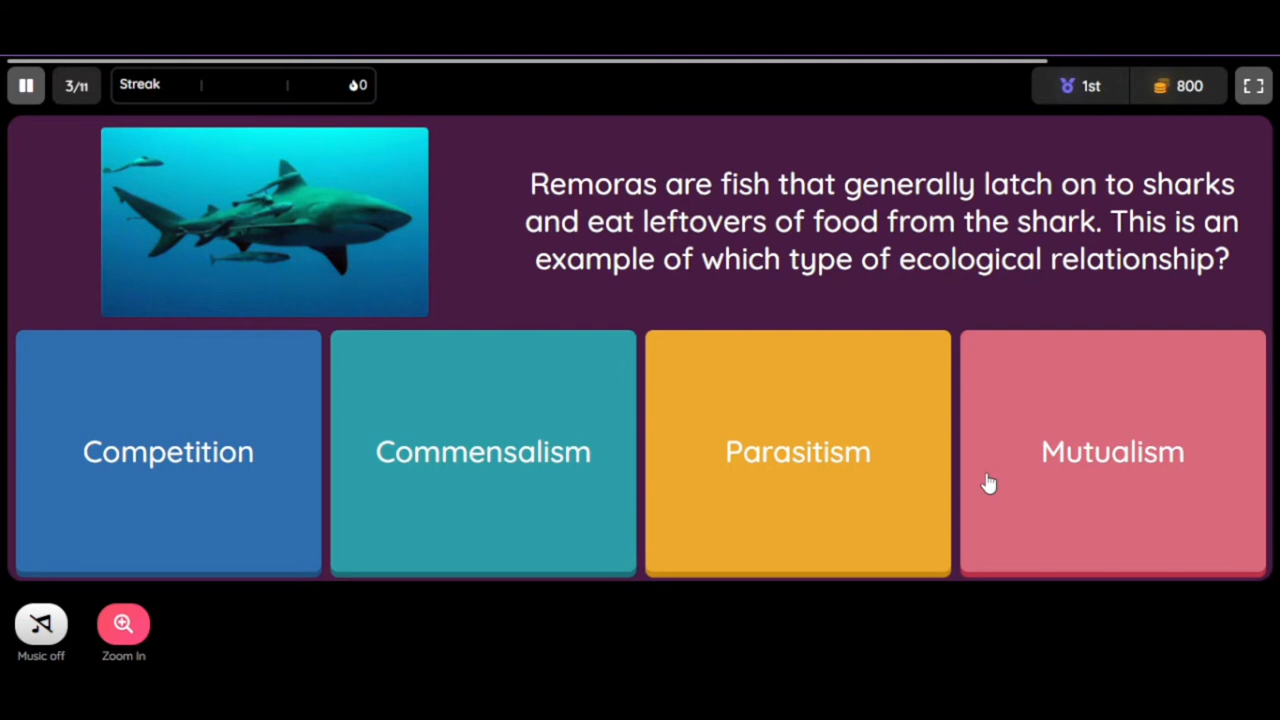 3/11
Streak
0
1st
800
Remoras are fish that generally latch on to sharks
and eat leftovers of food from the shark. This is an
example of which type of ecological relationship?
Competition
Commensalism
Parasitism
Mutualism
Music off
Zoom In